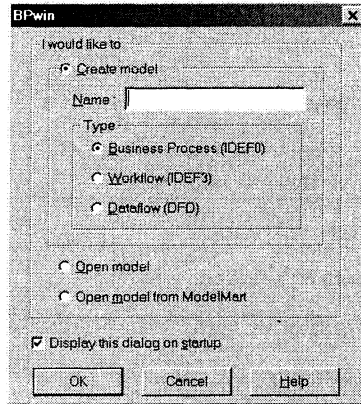 BPwin
I would like to
Create model
Name
Type
Business Process (IDEF0)
Workflow (IDEF3)
Dataflow (DFD)
Open model
Open model from ModelMart
Display this dialog on startup
OK Cancel Help